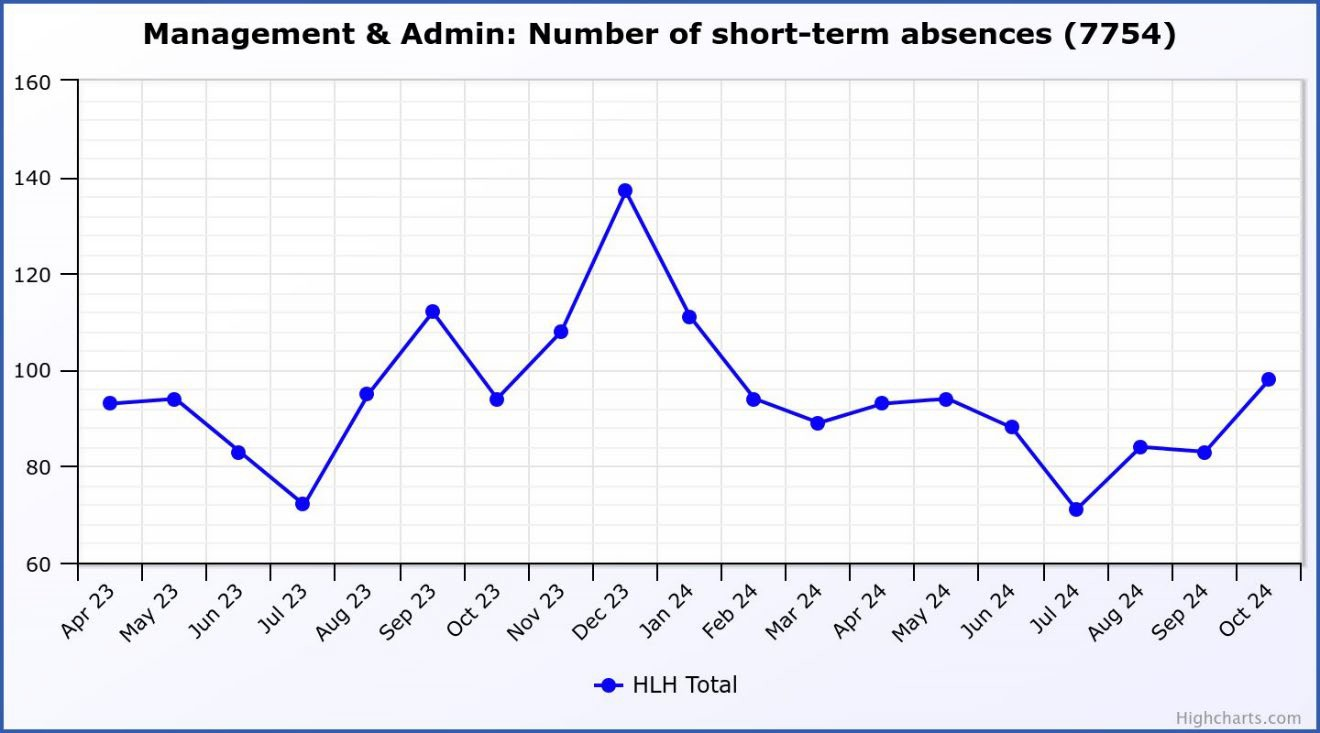 Management & Admin: Number of short-term absences (7754)
160
140
120
100
80
60
Apr 23 May 23 Jun 23 Jul 23 Aug 23 Sep 23 Oct 23 Nov 23 Dec 23 Jan 24 Feb 24 Mar 24 Apr 24 May 24 Jun 24 Jul 24 Aug 24 Sep 24 Oct 24
HLH Total
Highcharts.com